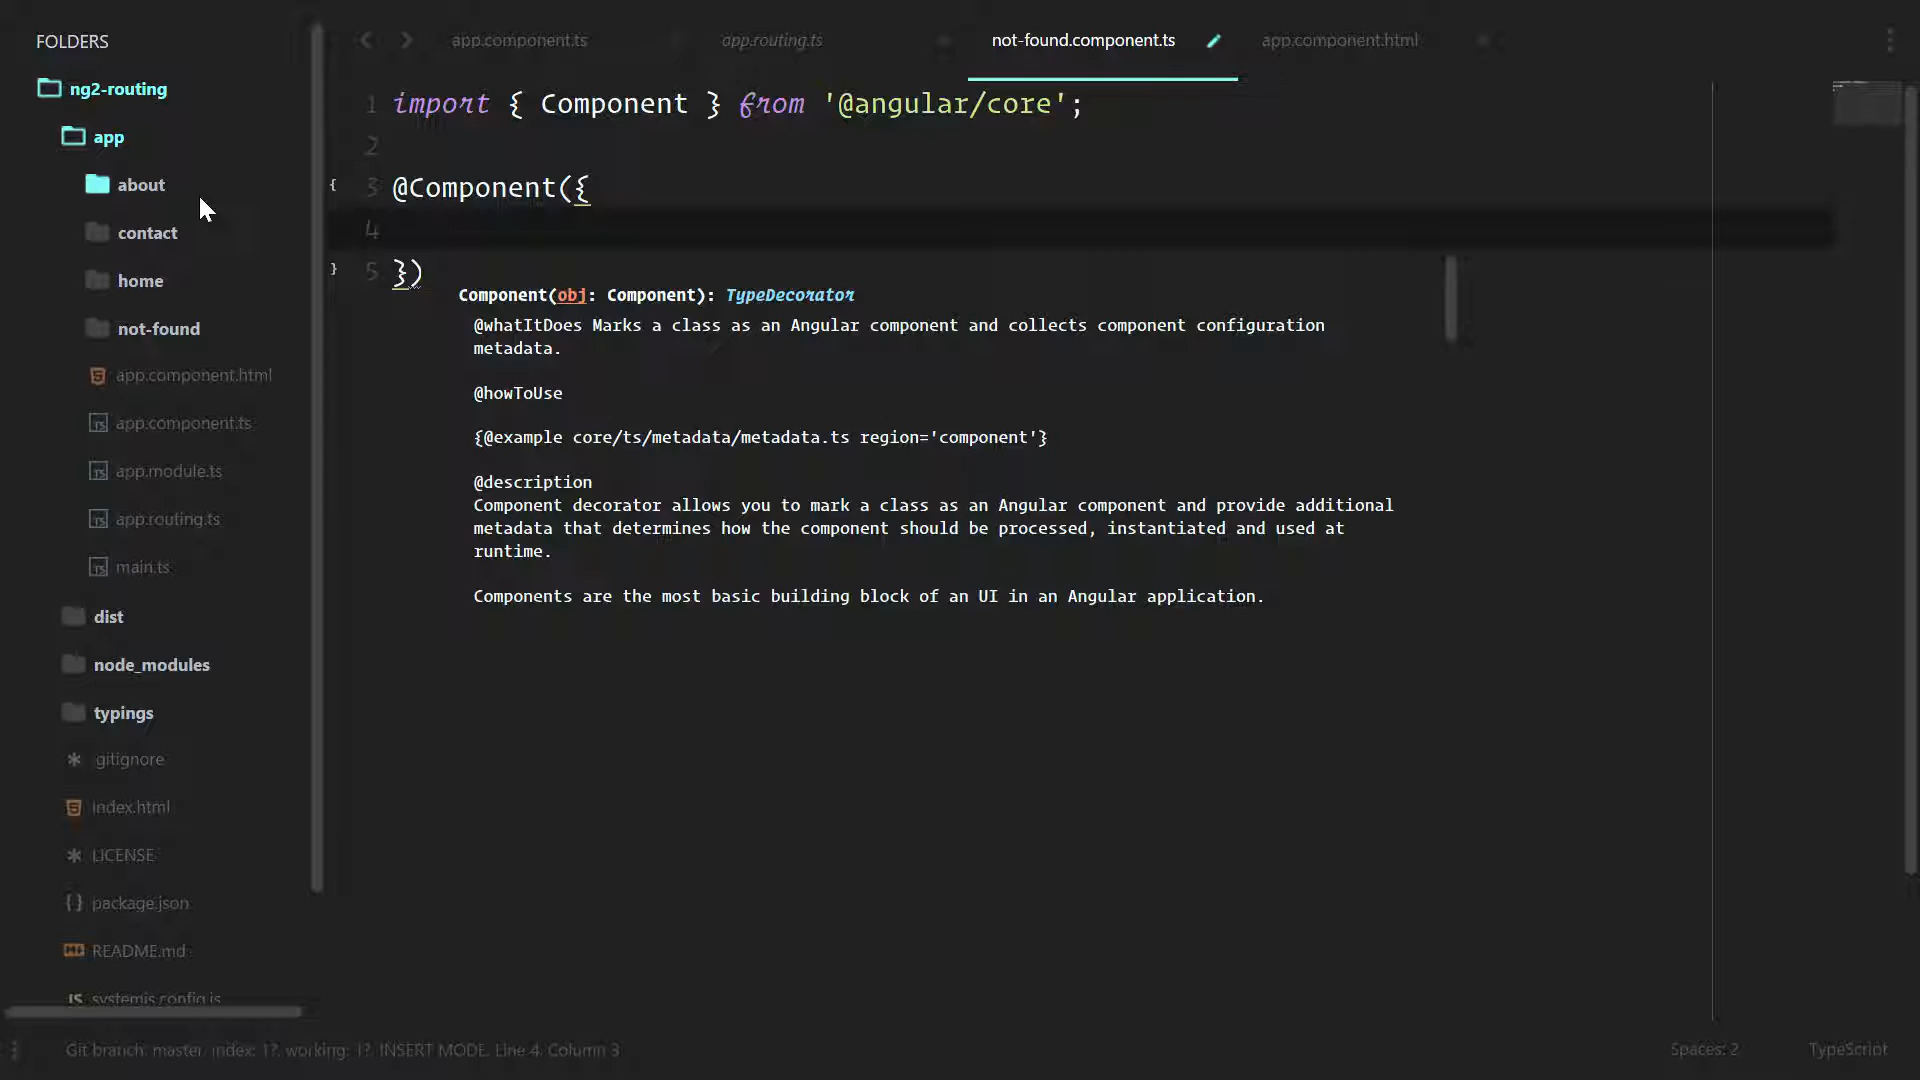 FOLDERS
ng2-routing
app
about
contact
home
not-found
app.component.html
app.component.ts
app.module.ts
app.routing.ts
main.ts
dist
node_modules
typings
.gitignore
index.html
LICENSE
package.json
README.md
systemjs.config.js
app.component.ts
app.routing.ts
not-found.component.ts
app.component.html
1 import { Component } from '@angular/core';
2
3 @Component({
4
5 })
Component(obj: Component): TypeDecorator
@whatItDoes Marks a class as an Angular component and collects component configuration
metadata.
@howToUse
{@example core/ts/metadata/metadata.ts region='component'}
@description
Component decorator allows you to mark a class as an Angular component and provide additional
metadata that determines how the component should be processed, instantiated and used at
runtime.
Components are the most basic building block of an UI in an Angular application.
Git branch: master, index: 1?, working: 1?, INSERT MODE, Line 4, Column 3
Spaces: 2
TypeScript